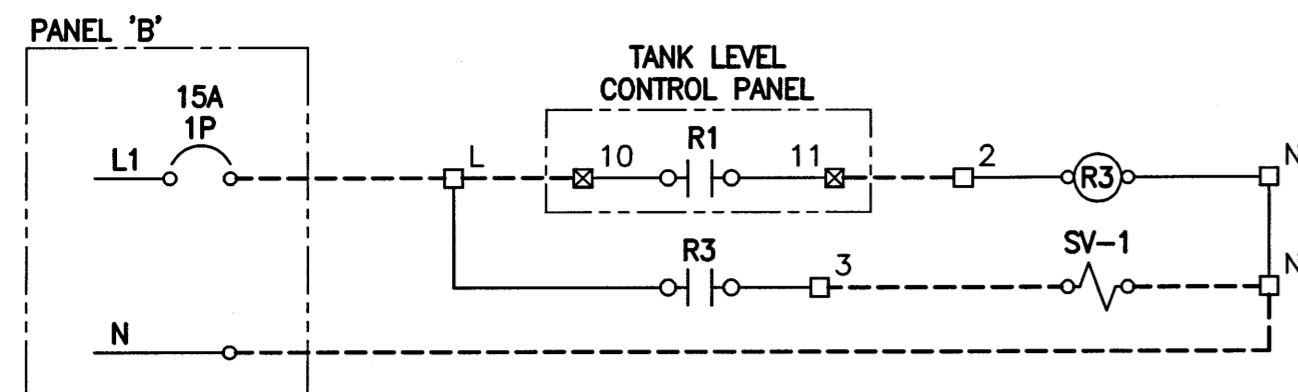 PANEL 'B'
TANK LEVEL
CONTROL PANEL
15A
1P
L1
L
10
R1
11
2
R3
N
R3
3
SV-1
N
N